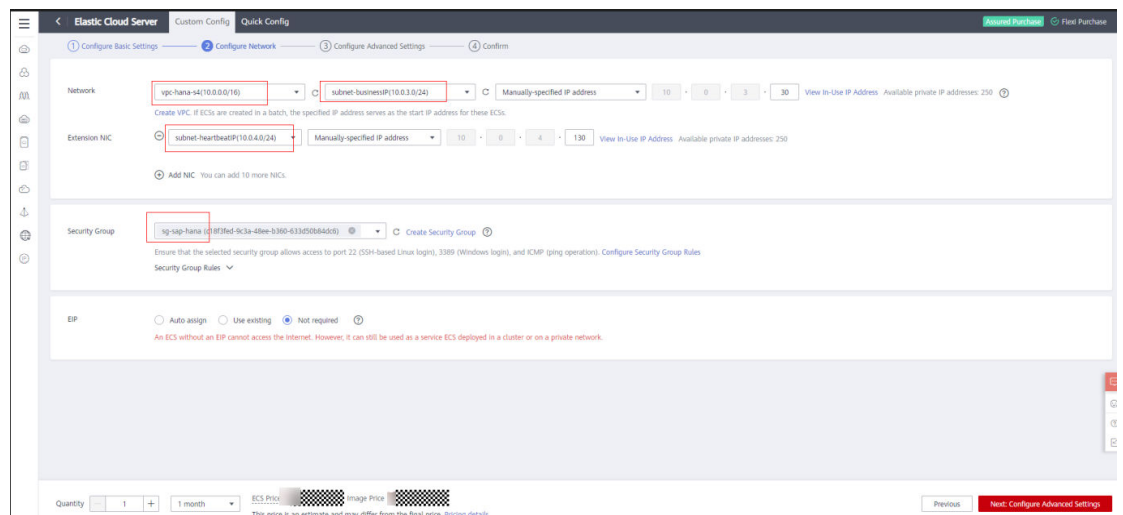 Elastic Cloud Server Custom Config Quick Config Assured Purchase Flexi Purchase
1 Configure Basic Settings 2 Configure Network 3 Configure Advanced Settings 4 Confirm
Network vpc-hana-s4(10.0.0.0/16) subnet-businessIP(10.0.3.0/24) Manually-specified IP address 10 · 0 · 3 · 30 View In-Use IP Address Available private IP addresses: 250
Create VPC. If ECSs are created in a batch, the specified IP address serves as the start IP address for these ECSs.
Extension NIC subnet-heartbeatIP(10.0.4.0/24) Manually-specified IP address 10 · 0 · 4 · 130 View In-Use IP Address Available private IP addresses: 250
Add NIC You can add 10 more NICs.
Security Group sg-sap-hana Create Security Group
Ensure that the selected security group allows access to port 22 (SSH-based Linux login), 3389 (Windows login), and ICMP (ping operation). Configure Security Group Rules
Security Group Rules
EIP Auto assign Use existing Not required
An ECS without an EIP cannot access the Internet. However, it can still be used as a service ECS deployed in a cluster or on a private network.
Quantity 1 + 1 month ECS Price Image Price Previous Next: Configure Advanced Settings
This price is an estimate and may differ from the final price. Pricing details